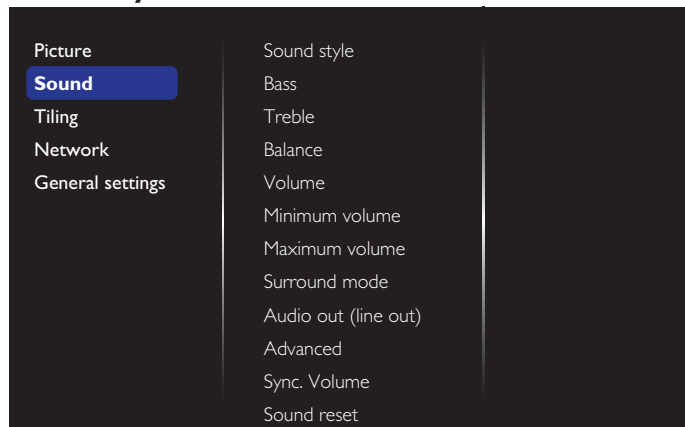 Picture
Sound
Tiling
Network
General settings
Sound style
Bass
Treble
Balance
Volume
Minimum volume
Maximum volume
Surround mode
Audio out (line out)
Advanced
Sync. Volume
Sound reset